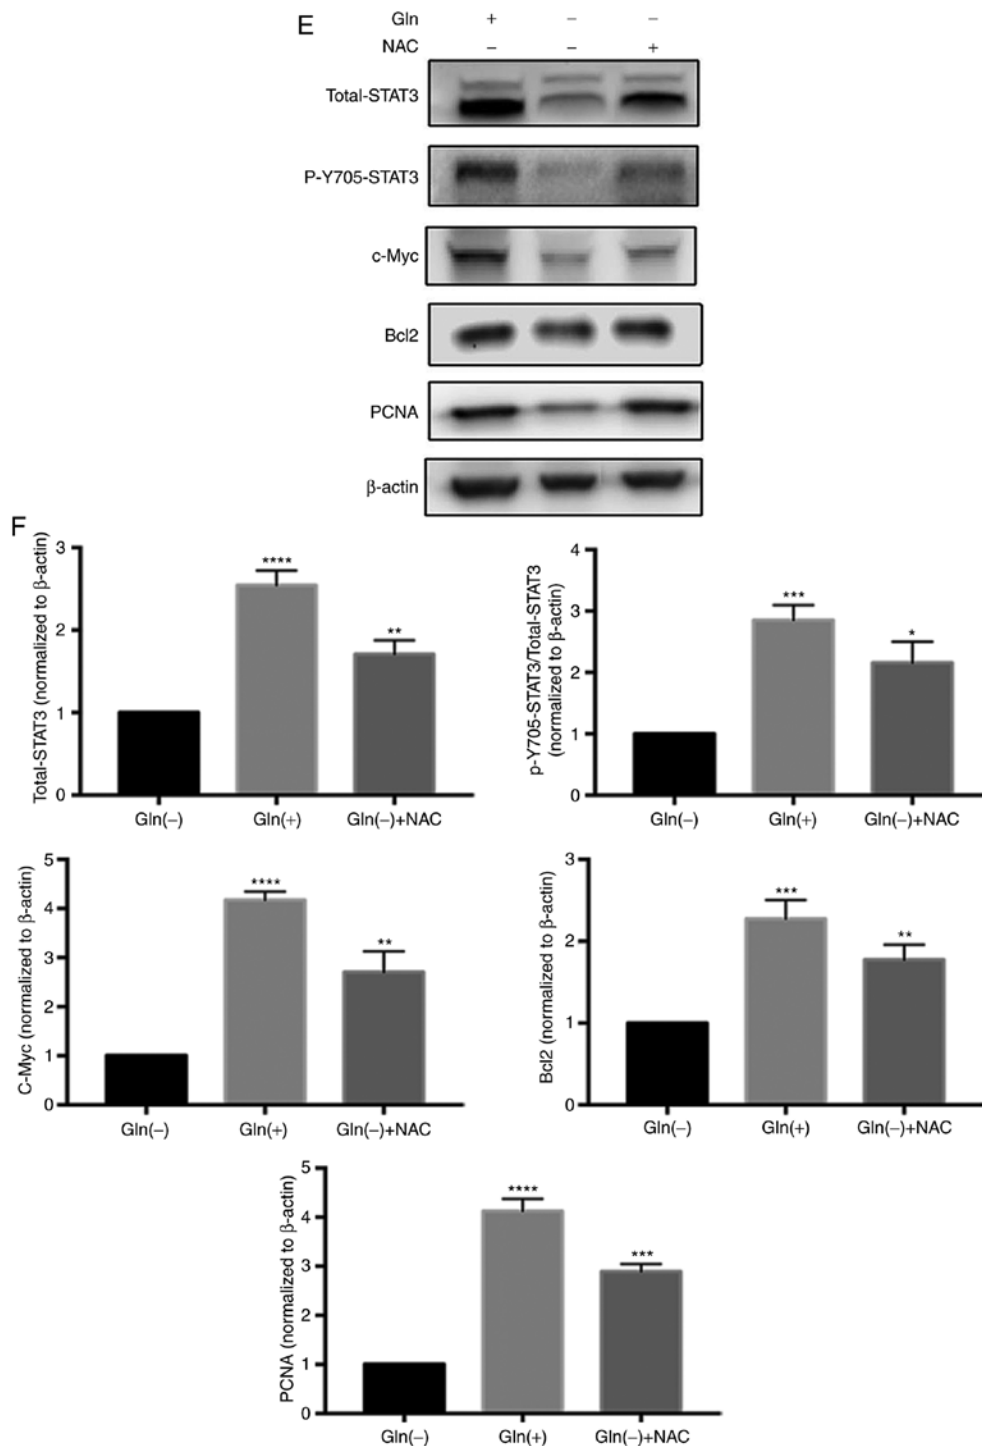 E
Gln + − −
NAC − − +
Total-STAT3
P-Y705-STAT3
c-Myc
Bcl2
PCNA
β-actin
F
Total-STAT3 (normalized to β-actin)
3
2
1
0
****
**
Gln(−) Gln(+) Gln(−)+NAC
p-Y705-STAT3/Total-STAT3
(normalized to β-actin)
4
3
2
1
0
***
*
Gln(−) Gln(+) Gln(−)+NAC
C-Myc (normalized to β-actin)
5
4
3
2
1
0
****
**
Gln(−) Gln(+) Gln(−)+NAC
Bcl2 (normalized to β-actin)
3
2
1
0
***
**
Gln(−) Gln(+) Gln(−)+NAC
PCNA (normalized to β-actin)
5
4
3
2
1
0
****
***
Gln(−) Gln(+) Gln(−)+NAC